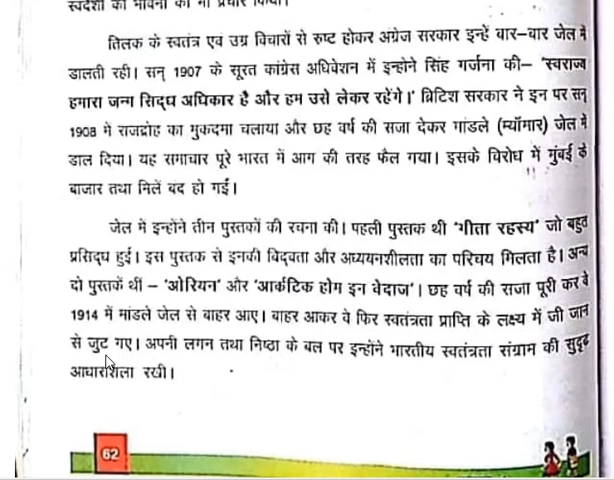 स्वदेशी की भावना का भी प्रचार किया।
तिलक के स्वतंत्र एवं उग्र विचारों से रुष्ट होकर अंग्रेज सरकार इन्हें बार–बार जेल में
डालती रही। सन् 1907 के सूरत कांग्रेस अधिवेशन में इन्होंने सिंह गर्जना की– 'स्वराज्य
हमारा जन्म सिद्ध अधिकार है और हम उसे लेकर रहेंगे।' ब्रिटिश सरकार ने इन पर सन्
1908 में राजद्रोह का मुकदमा चलाया और छह वर्ष की सजा देकर मांडले (म्याँमार) जेल में
डाल दिया। यह समाचार पूरे भारत में आग की तरह फैल गया। इसके विरोध में मुंबई के
बाजार तथा मिलें बंद हो गईं।
जेल में इन्होंने तीन पुस्तकों की रचना की। पहली पुस्तक थी 'गीता रहस्य' जो बहुत
प्रसिद्ध हुई। इस पुस्तक से इनकी विद्वता और अध्ययनशीलता का परिचय मिलता है। अन्य
दो पुस्तकें थीं – 'ओरियन' और 'आर्कटिक होम इन वेदाज'। छह वर्ष की सजा पूरी कर वे
1914 में मांडले जेल से बाहर आए। बाहर आकर वे फिर स्वतंत्रता प्राप्ति के लक्ष्य में जी जान
से जुट गए। अपनी लगन तथा निष्ठा के बल पर इन्होंने भारतीय स्वतंत्रता संग्राम की सुदृढ़
आधारशिला रखी।
62